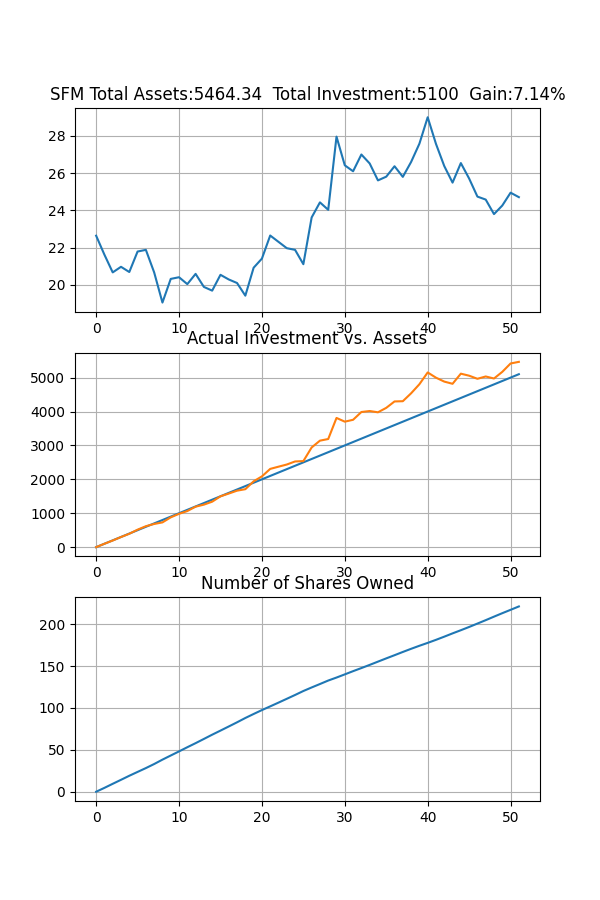 SFM Total Assets:5464.34  Total Investment:5100  Gain:7.14%
28
26
24
22
20
0 10 20 30 40 50
Actual Investment vs. Assets
5000
4000
3000
2000
1000
0
0 10 20 30 40 50
Number of Shares Owned
200
150
100
50
0
0 10 20 30 40 50